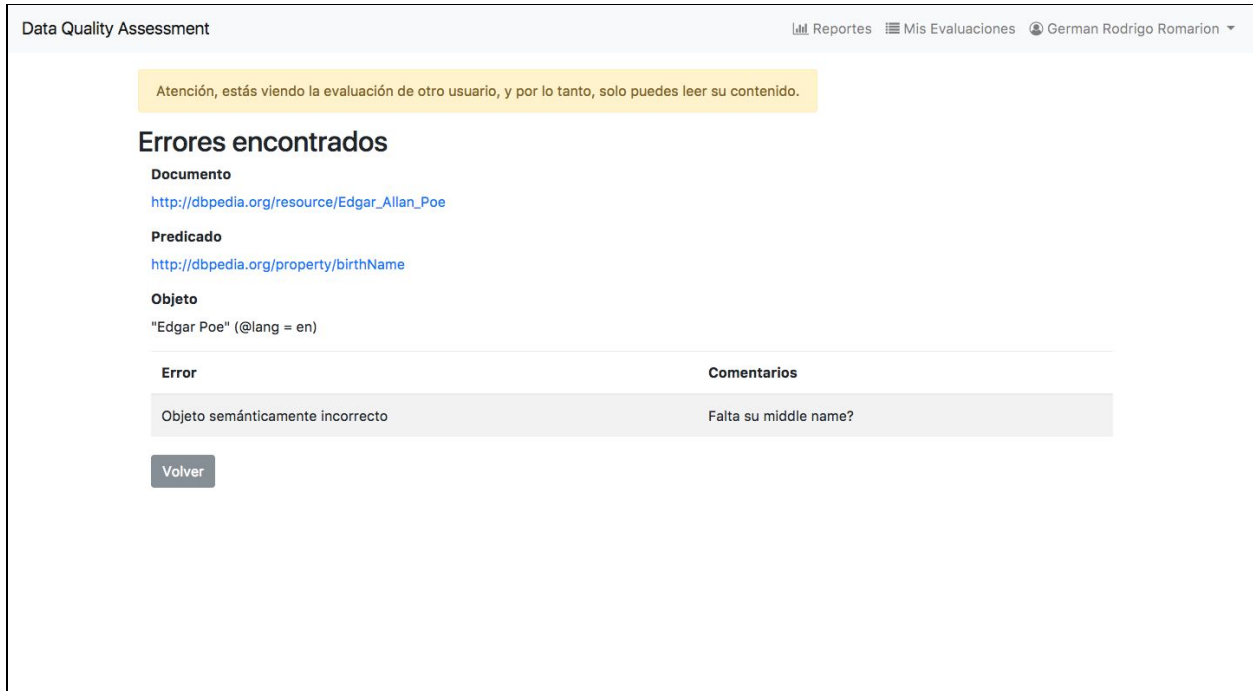 Data Quality Assessment
Reportes Mis Evaluaciones German Rodrigo Romarion
Atención, estás viendo la evaluación de otro usuario, y por lo tanto, solo puedes leer su contenido.
Errores encontrados
Documento
http://dbpedia.org/resource/Edgar_Allan_Poe
Predicado
http://dbpedia.org/property/birthName
Objeto
"Edgar Poe" (@lang = en)
Error Comentarios
Objeto semánticamente incorrecto Falta su middle name?
Volver